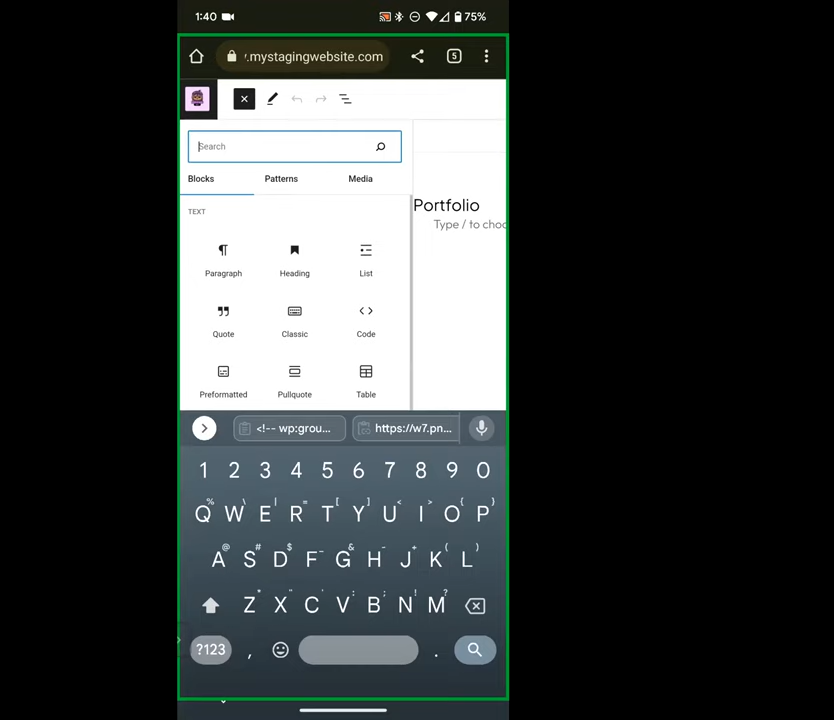 1:40 75%
.mystagingwebsite.com 5
Search
Blocks Patterns Media
TEXT
Portfolio
Type / to choo
Paragraph Heading List
Quote Classic Code
Preformatted Pullquote Table
<!-- wp:grou... https://w7.pn...
1 2 3 4 5 6 7 8 9 0
% \ | = [ ] < > { }
Q W E R T Y U I O P
@ # $ _ & - + ( )
A S D F G H J K L
* " ' : ; ! ?
Z X C V B N M
?123 , .